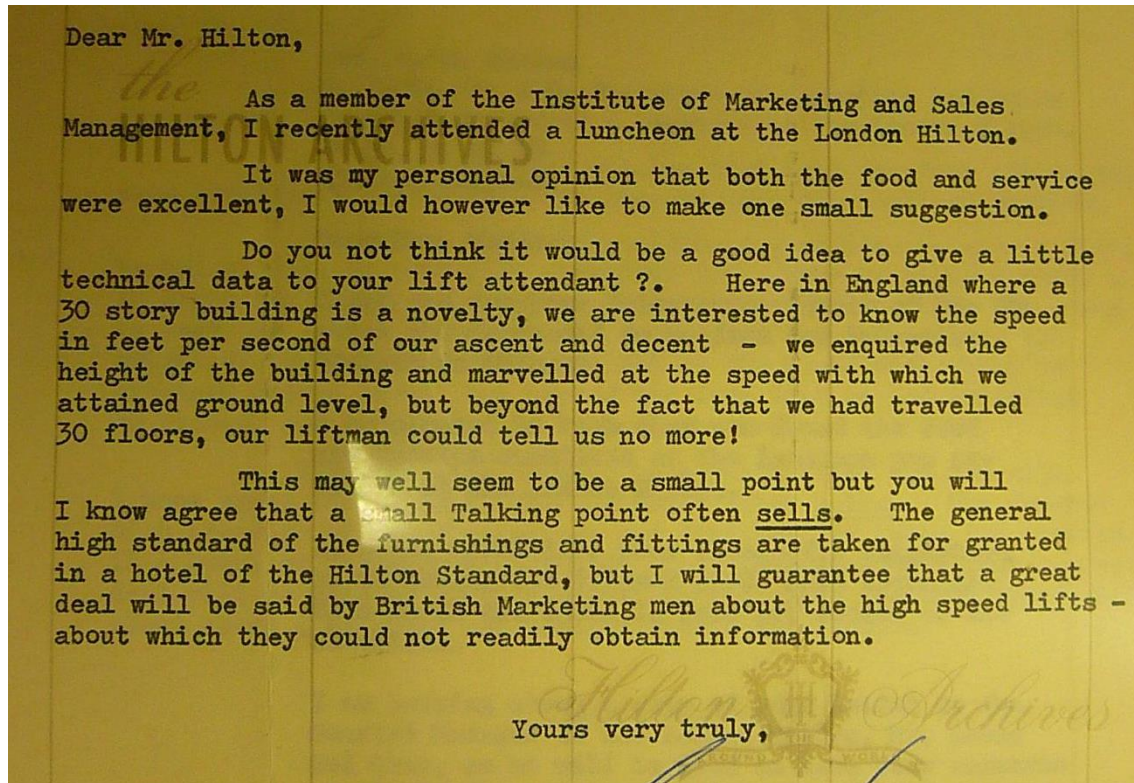 Dear Mr. Hilton,
the
HILTON ARCHIVES
As a member of the Institute of Marketing and Sales
Management, I recently attended a luncheon at the London Hilton.
It was my personal opinion that both the food and service
were excellent, I would however like to make one small suggestion.
Do you not think it would be a good idea to give a little
technical data to your lift attendant ?. Here in England where a
30 story building is a novelty, we are interested to know the speed
in feet per second of our ascent and decent - we enquired the
height of the building and marvelled at the speed with which we
attained ground level, but beyond the fact that we had travelled
30 floors, our liftman could tell us no more!
This may well seem to be a small point but you will
I know agree that a small Talking point often sells. The general
high standard of the furnishings and fittings are taken for granted
in a hotel of the Hilton Standard, but I will guarantee that a great
deal will be said by British Marketing men about the high speed lifts -
about which they could not readily obtain information.
Hilton Archives
Yours very truly,
AROUND THE WORLD